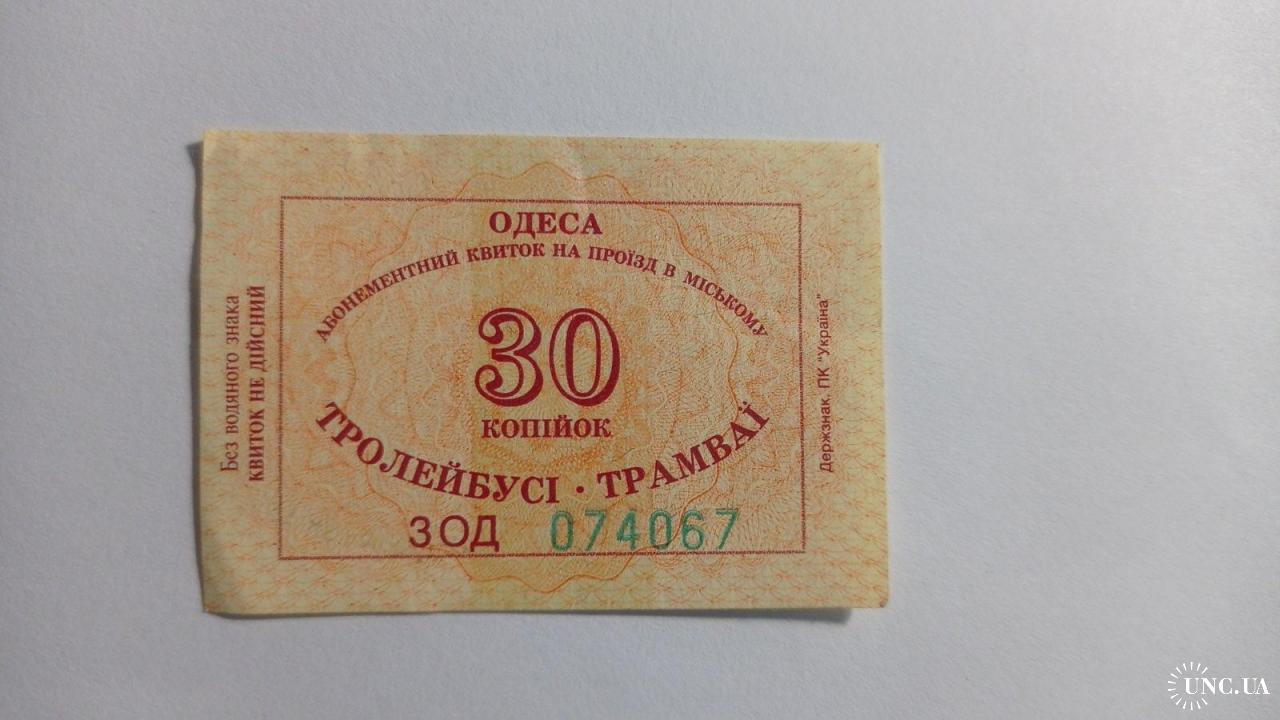 ОДЕСА
АБОНЕМЕНТНИЙ КВИТОК НА ПРОЇЗД В МІСЬКОМУ
30
КОПІЙОК
ТРОЛЕЙБУСІ · ТРАМВАЇ
ЗОД 074067
Без водяного знака
КВИТОК НЕ ДІЙСНИЙ
Держзнак. ПК "Україна"
UNC.UA